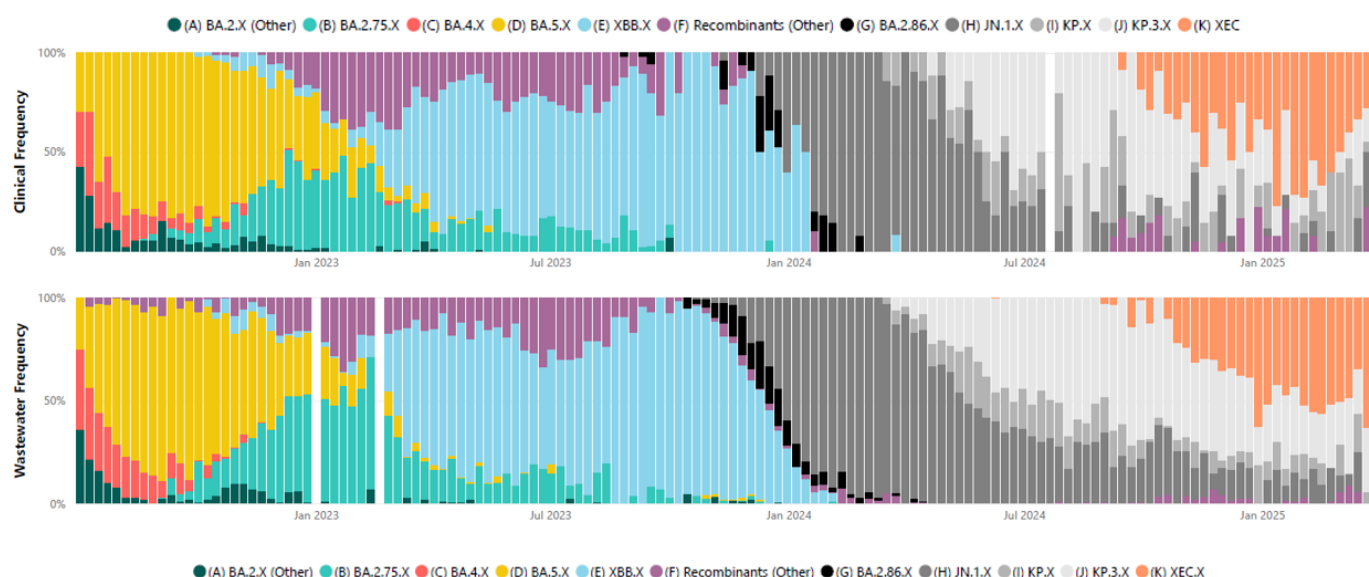 (A) BA.2.X (Other) (B) BA.2.75.X (C) BA.4.X (D) BA.5.X (E) XBB.X (F) Recombinants (Other) (G) BA.2.86.X (H) JN.1.X (I) KP.X (J) KP.3.X (K) XEC
100%
Clinical Frequency
50%
0%
Jan 2023 Jul 2023 Jan 2024 Jul 2024 Jan 2025
100%
Wastewater Frequency
50%
0%
Jan 2023 Jul 2023 Jan 2024 Jul 2024 Jan 2025
(A) BA.2.X (Other) (B) BA.2.75.X (C) BA.4.X (D) BA.5.X (E) XBB.X (F) Recombinants (Other) (G) BA.2.86.X (H) JN.1.X (I) KP.X (J) KP.3.X (K) XEC.X